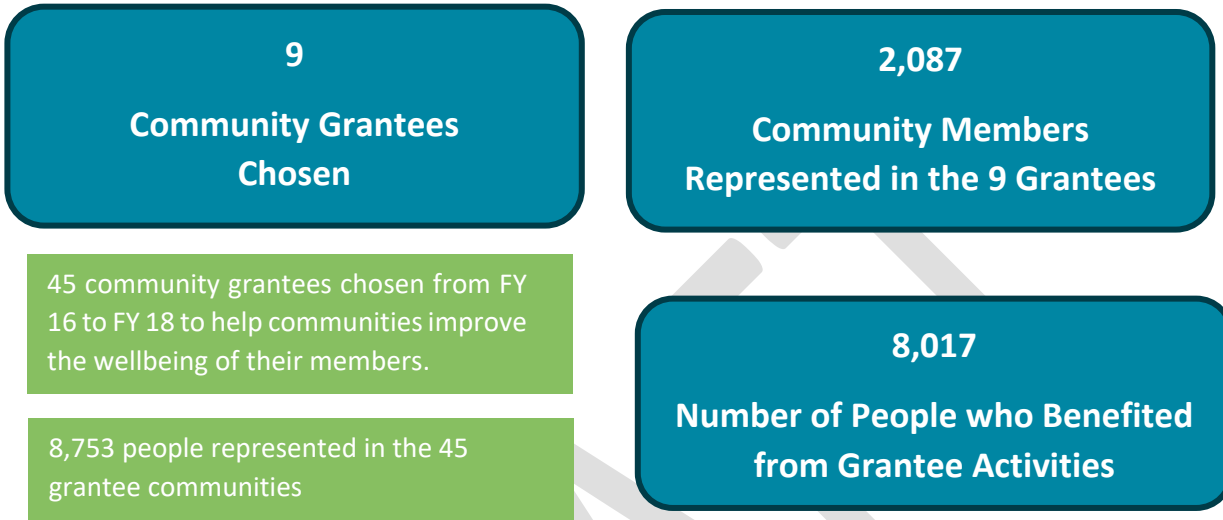 9
Community Grantees
Chosen
2,087
Community Members
Represented in the 9 Grantees
45 community grantees chosen from FY
16 to FY 18 to help communities improve
the wellbeing of their members.
8,753 people represented in the 45
grantee communities
8,017
Number of People who Benefited
from Grantee Activities